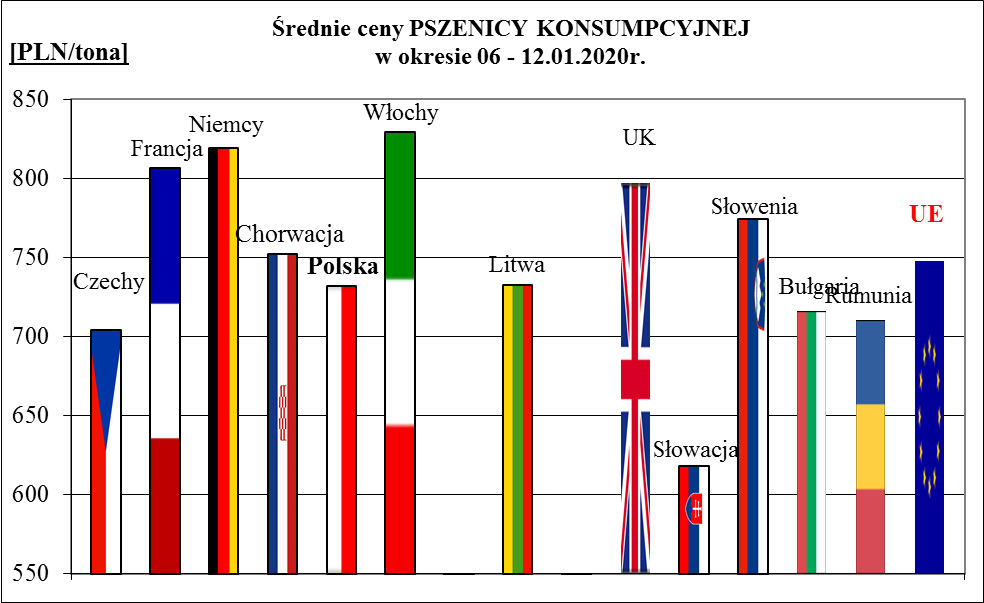 Średnie ceny PSZENICY KONSUMPCYJNEJ
w okresie 06 - 12.01.2020r.
[PLN/tona]
850
800
750
700
650
600
550
Czechy
Francja
Niemcy
Chorwacja
Polska
Włochy
Litwa
UK
Słowacja
Słowenia
Bułgaria
Rumunia
UE